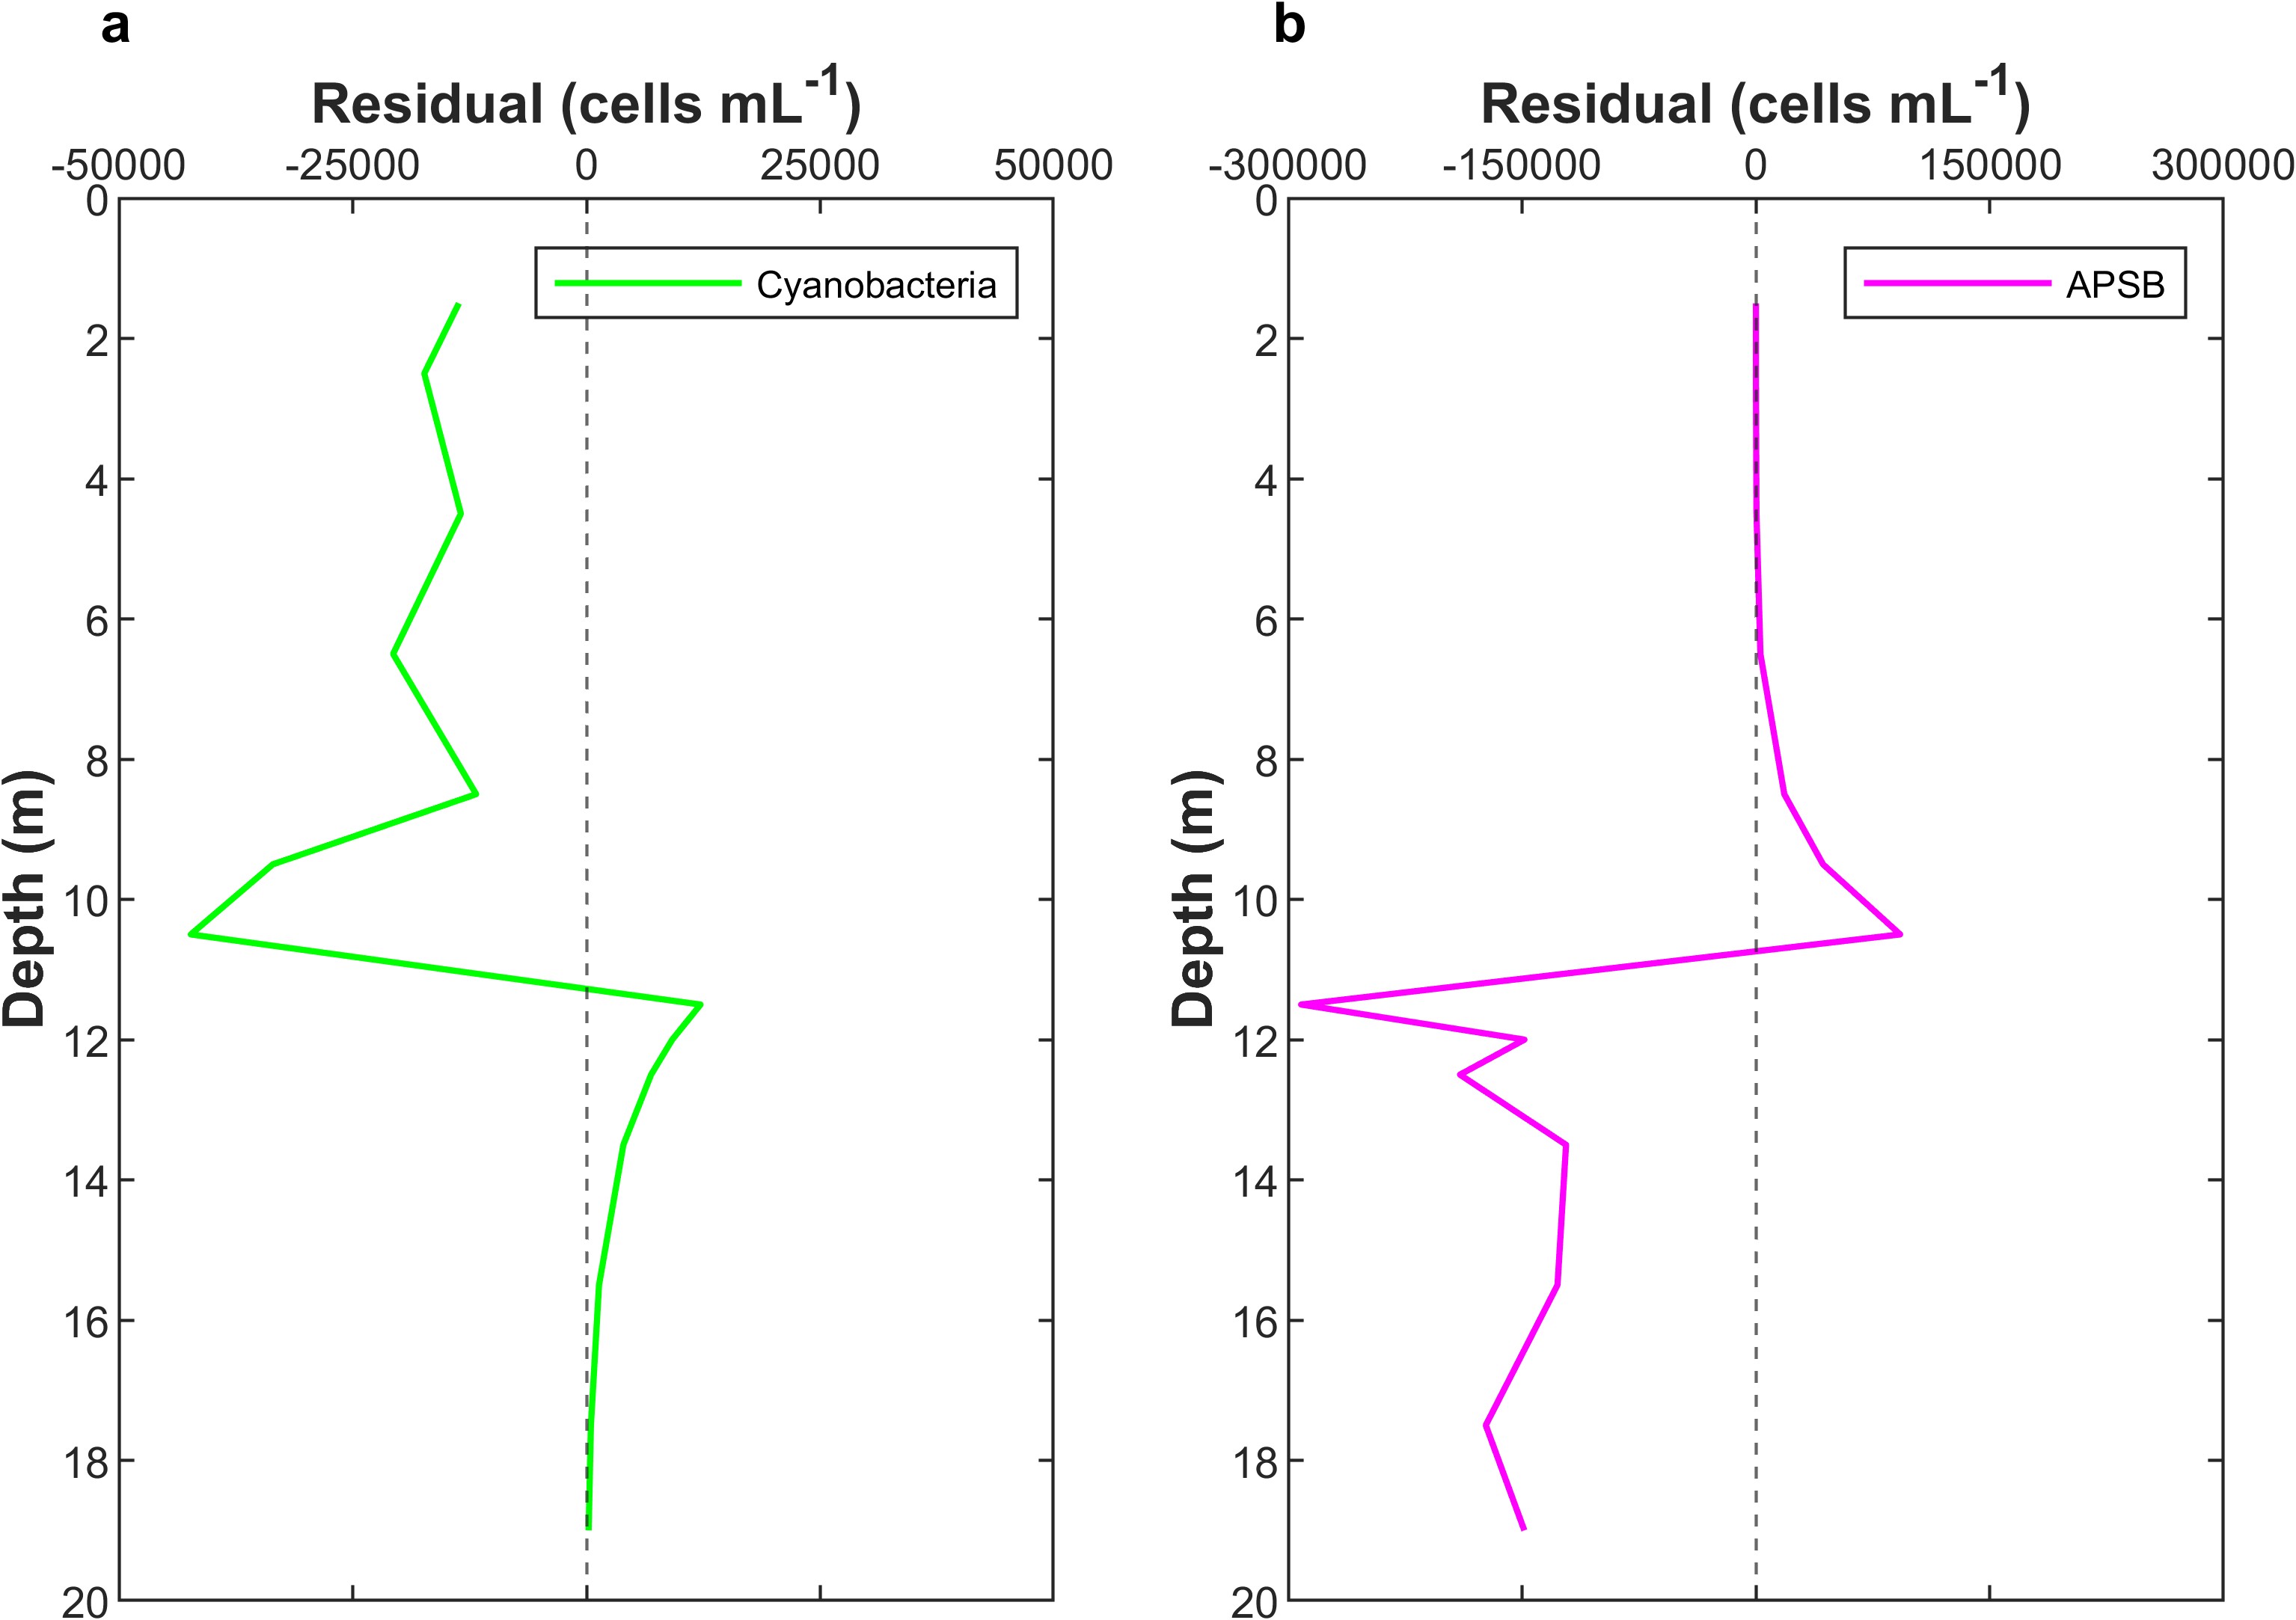 a
Residual (cells mL-1)
-50000 -25000 0 25000 50000
0
2
4
6
8
10
12
14
16
18
20
Depth (m)
Cyanobacteria
b
Residual (cells mL-1)
-300000 -150000 0 150000 300000
0
2
4
6
8
10
12
14
16
18
20
Depth (m)
APSB